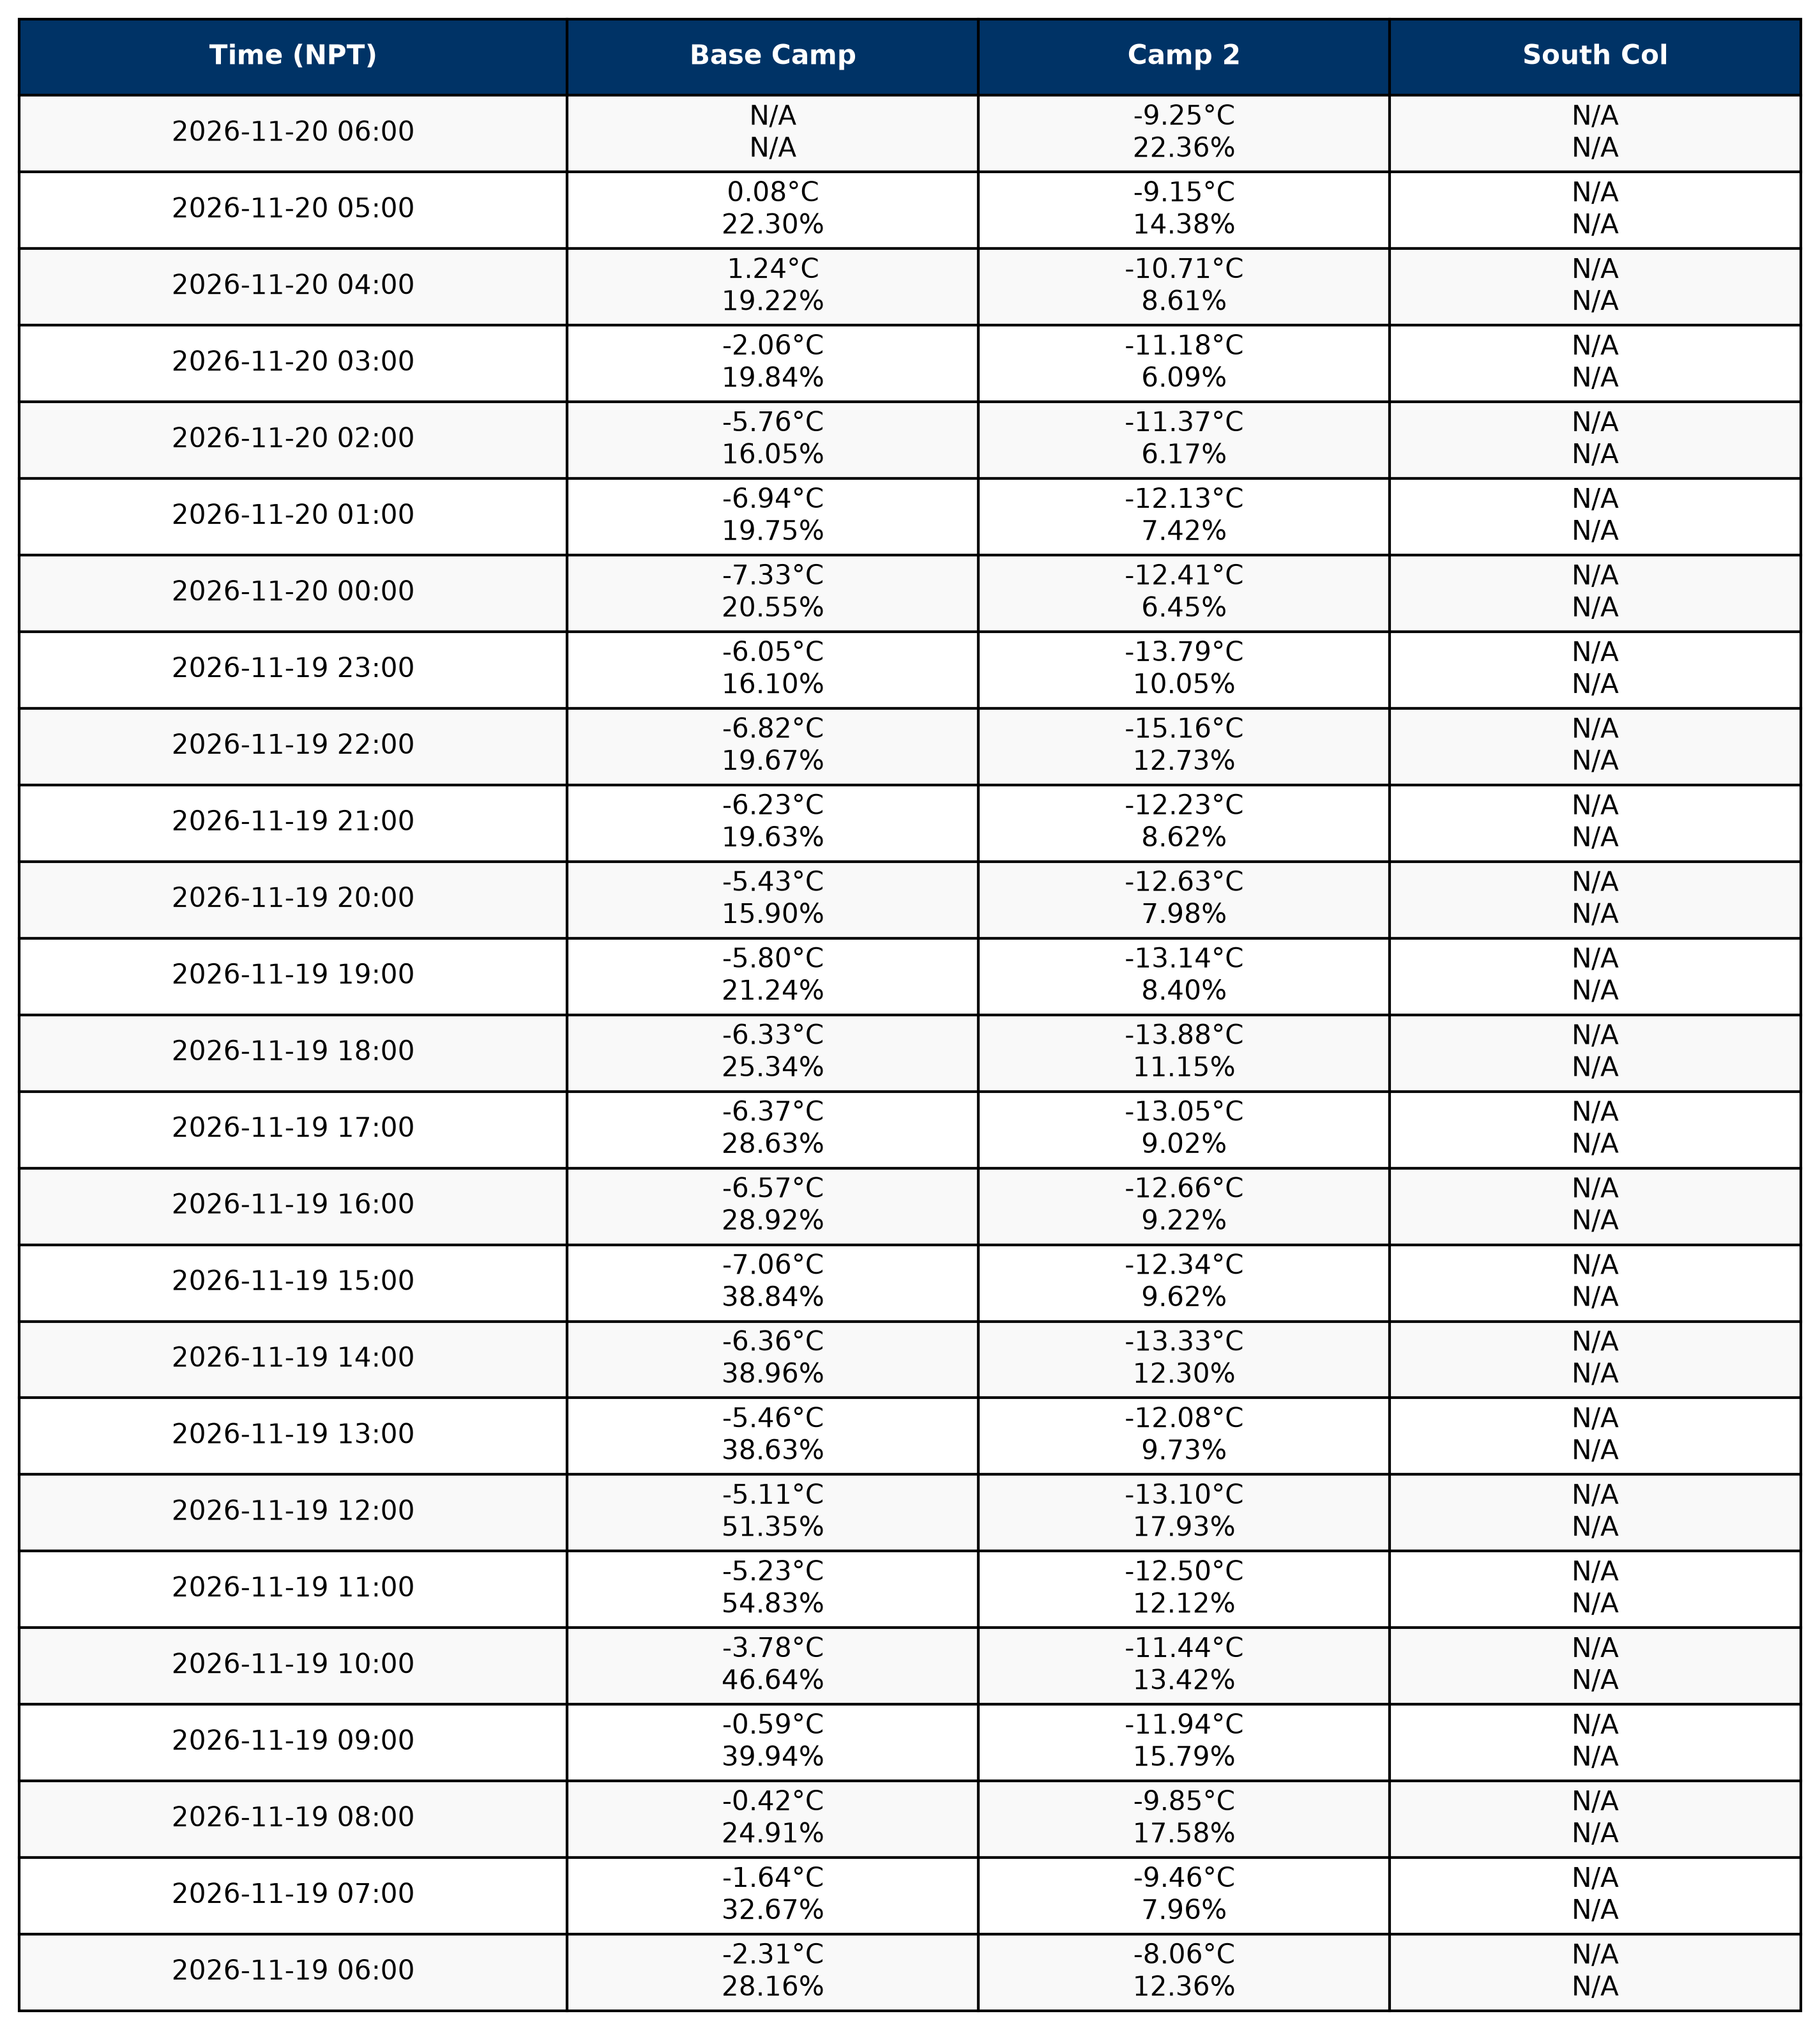 Time (NPT) Base Camp Camp 2 South Col
2026-11-20 06:00 N/A N/A -9.25°C 22.36% N/A N/A
2026-11-20 05:00 0.08°C 22.30% -9.15°C 14.38% N/A N/A
2026-11-20 04:00 1.24°C 19.22% -10.71°C 8.61% N/A N/A
2026-11-20 03:00 -2.06°C 19.84% -11.18°C 6.09% N/A N/A
2026-11-20 02:00 -5.76°C 16.05% -11.37°C 6.17% N/A N/A
2026-11-20 01:00 -6.94°C 19.75% -12.13°C 7.42% N/A N/A
2026-11-20 00:00 -7.33°C 20.55% -12.41°C 6.45% N/A N/A
2026-11-19 23:00 -6.05°C 16.10% -13.79°C 10.05% N/A N/A
2026-11-19 22:00 -6.82°C 19.67% -15.16°C 12.73% N/A N/A
2026-11-19 21:00 -6.23°C 19.63% -12.23°C 8.62% N/A N/A
2026-11-19 20:00 -5.43°C 15.90% -12.63°C 7.98% N/A N/A
2026-11-19 19:00 -5.80°C 21.24% -13.14°C 8.40% N/A N/A
2026-11-19 18:00 -6.33°C 25.34% -13.88°C 11.15% N/A N/A
2026-11-19 17:00 -6.37°C 28.63% -13.05°C 9.02% N/A N/A
2026-11-19 16:00 -6.57°C 28.92% -12.66°C 9.22% N/A N/A
2026-11-19 15:00 -7.06°C 38.84% -12.34°C 9.62% N/A N/A
2026-11-19 14:00 -6.36°C 38.96% -13.33°C 12.30% N/A N/A
2026-11-19 13:00 -5.46°C 38.63% -12.08°C 9.73% N/A N/A
2026-11-19 12:00 -5.11°C 51.35% -13.10°C 17.93% N/A N/A
2026-11-19 11:00 -5.23°C 54.83% -12.50°C 12.12% N/A N/A
2026-11-19 10:00 -3.78°C 46.64% -11.44°C 13.42% N/A N/A
2026-11-19 09:00 -0.59°C 39.94% -11.94°C 15.79% N/A N/A
2026-11-19 08:00 -0.42°C 24.91% -9.85°C 17.58% N/A N/A
2026-11-19 07:00 -1.64°C 32.67% -9.46°C 7.96% N/A N/A
2026-11-19 06:00 -2.31°C 28.16% -8.06°C 12.36% N/A N/A